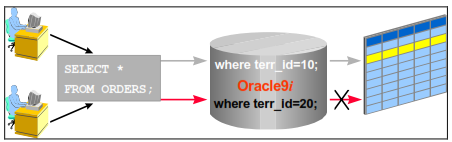 SELECT *
FROM ORDERS;
where terr_id=10;
Oracle9i
where terr_id=20;